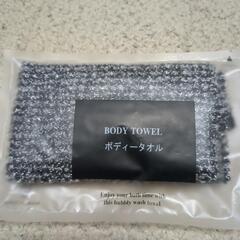 BODY TOWEL
ボディータオル
Enjoy your bath time with
this bubbly wash towel